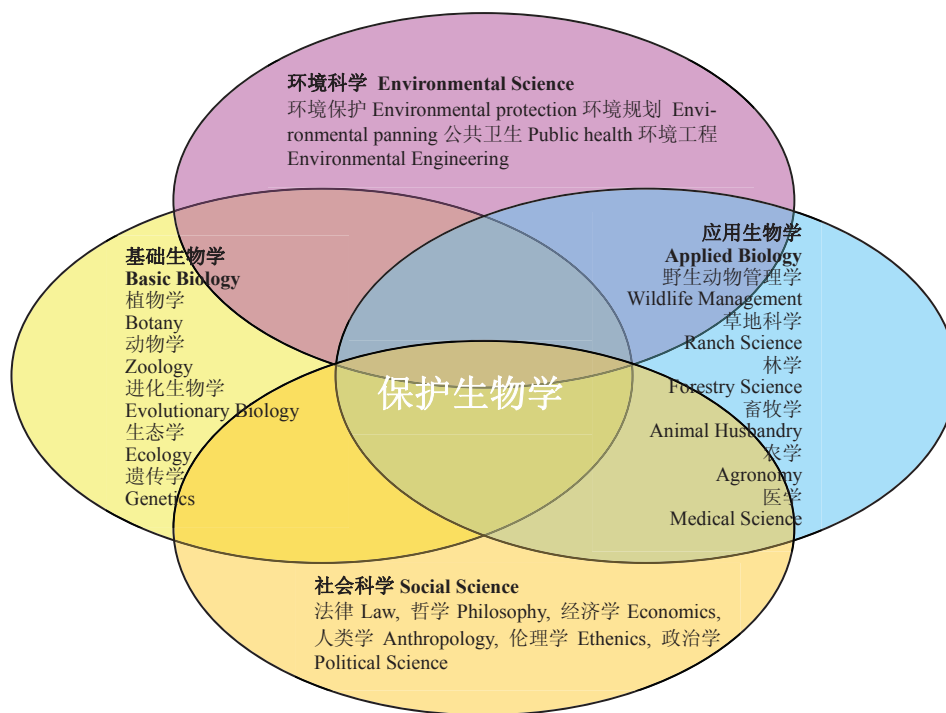 环境科学 Environmental Science
环境保护 Environmental protection 环境规划 Envi-
ronmental panning 公共卫生 Public health 环境工程
Environmental Engineering
基础生物学
Basic Biology
植物学
Botany
动物学
Zoology
进化生物学
Evolutionary Biology
生态学
Ecology
遗传学
Genetics
应用生物学
Applied Biology
野生动物管理学
Wildlife Management
草地科学
Ranch Science
林学
Forestry Science
畜牧学
Animal Husbandry
农学
Agronomy
医学
Medical Science
保护生物学
社会科学 Social Science
法律 Law, 哲学 Philosophy, 经济学 Economics,
人类学 Anthropology, 伦理学 Ethenics, 政治学
Political Science